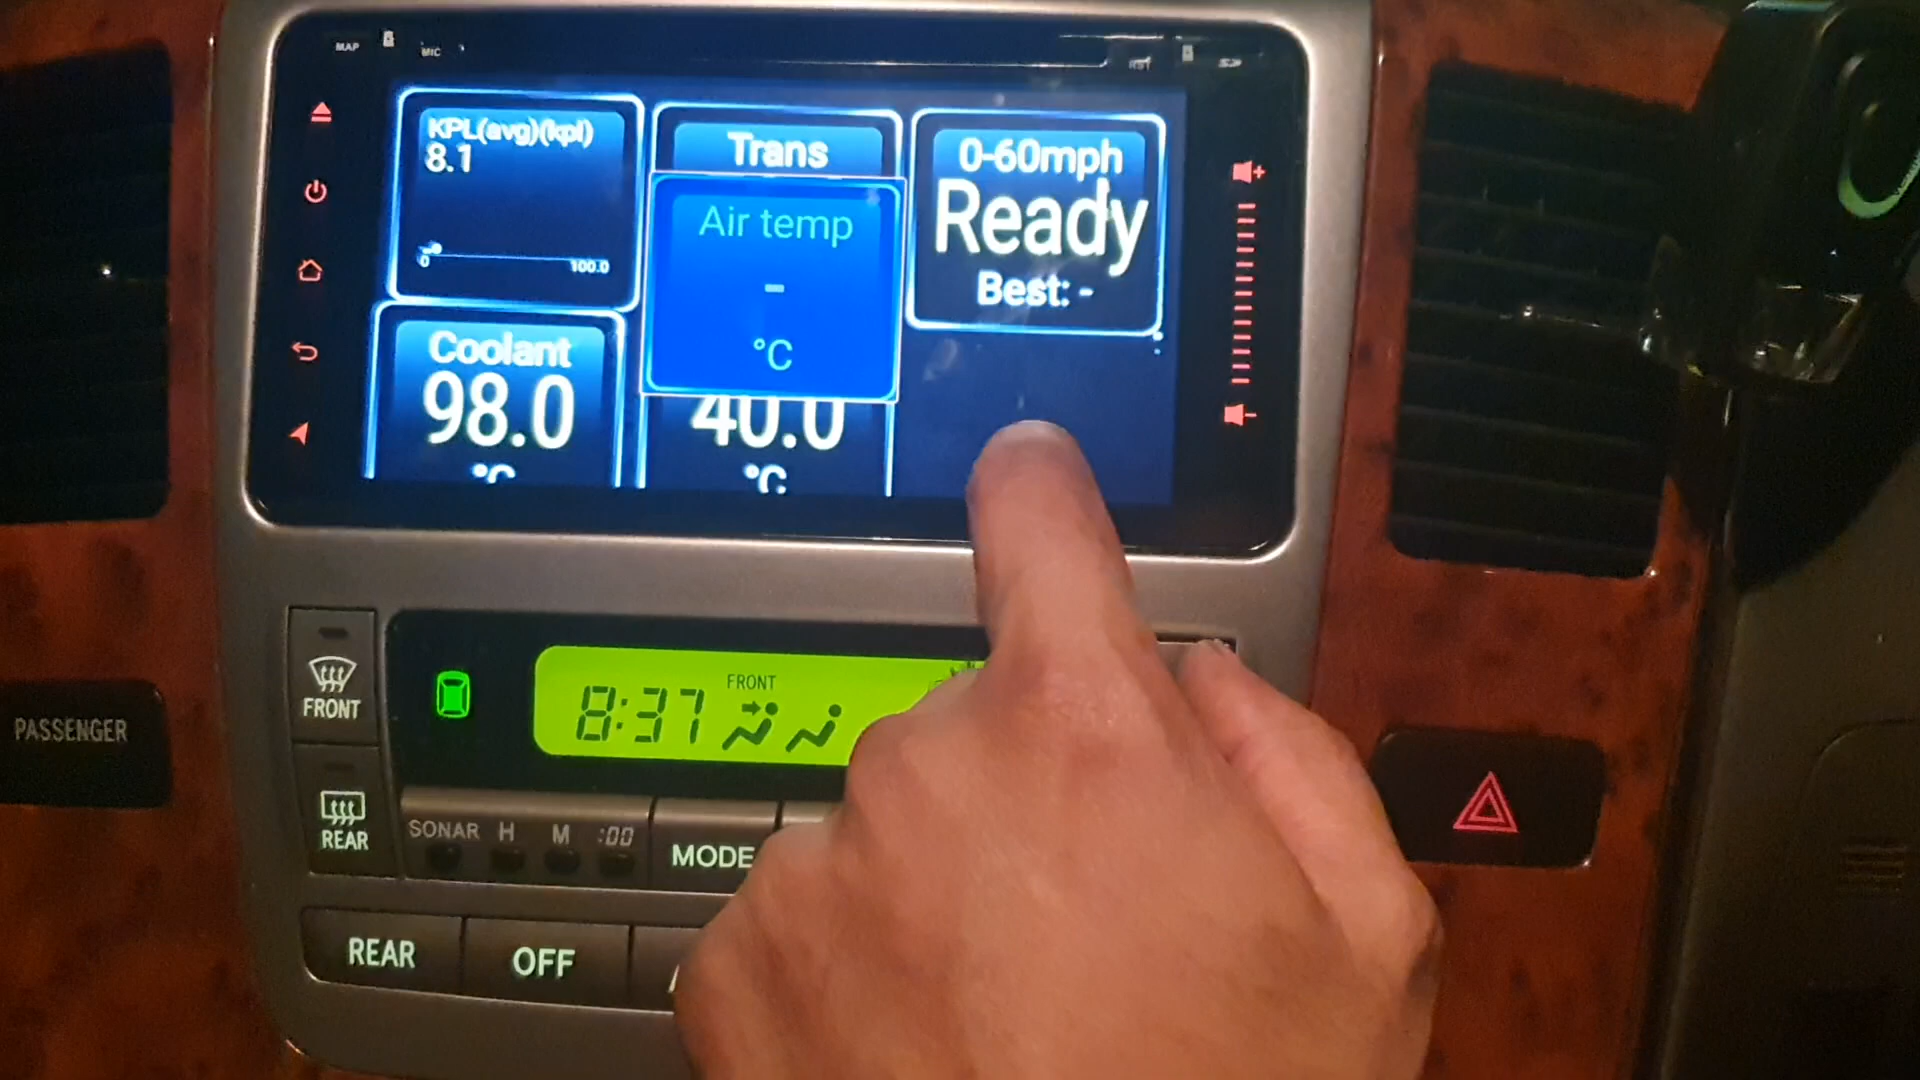 MAP
MIC
RST
KPL(avg)(kpl)
8.1
0
100.0
Trans
Air temp
-
°C
0-60mph
Ready
Best: -
Coolant
98.0
°C
40.0
°C
FRONT
8:37
FRONT
PASSENGER
REAR
SONAR H M :00
MODE
REAR
OFF